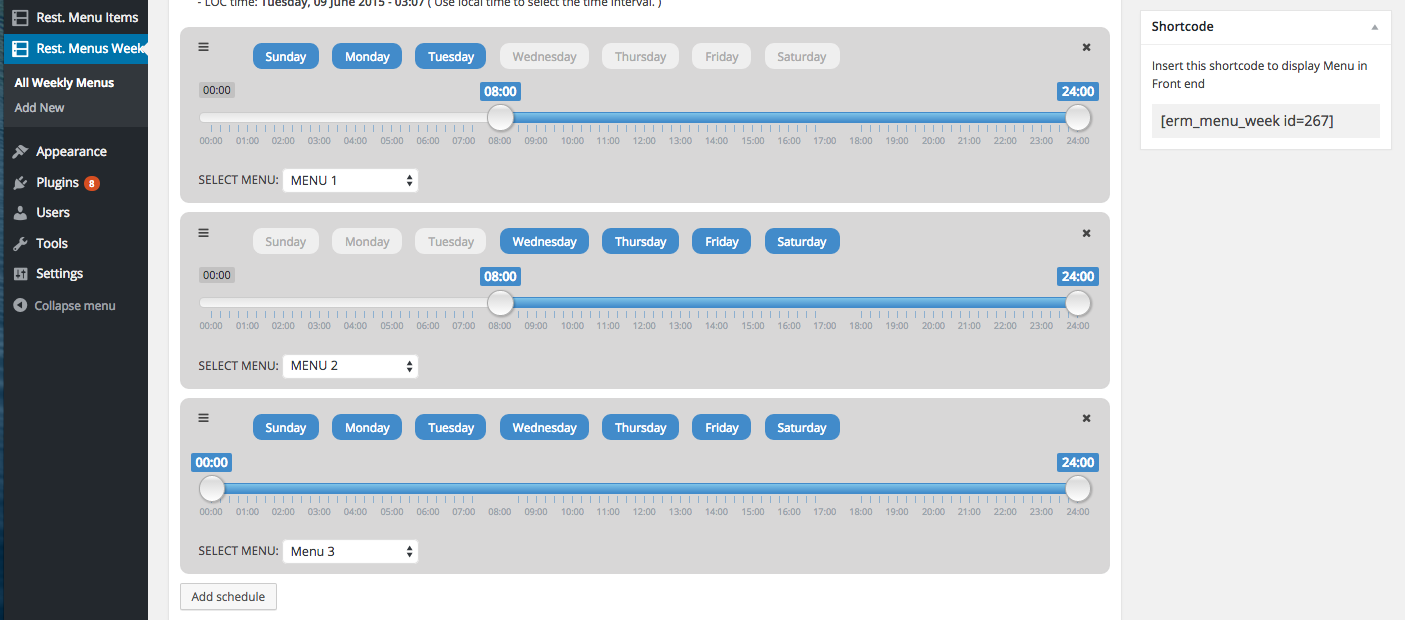 Rest. Menu Items
Rest. Menus Week
All Weekly Menus
Add New
Appearance
Plugins 8
Users
Tools
Settings
Collapse menu
- LOC time: Tuesday, 09 June 2015 - 03:07 ( Use local time to select the time interval. )
Sunday Monday Tuesday Wednesday Thursday Friday Saturday
00:00 08:00 24:00
00:00 01:00 02:00 03:00 04:00 05:00 06:00 07:00 08:00 09:00 10:00 11:00 12:00 13:00 14:00 15:00 16:00 17:00 18:00 19:00 20:00 21:00 22:00 23:00 24:00
SELECT MENU: MENU 1
Sunday Monday Tuesday Wednesday Thursday Friday Saturday
00:00 08:00 24:00
00:00 01:00 02:00 03:00 04:00 05:00 06:00 07:00 08:00 09:00 10:00 11:00 12:00 13:00 14:00 15:00 16:00 17:00 18:00 19:00 20:00 21:00 22:00 23:00 24:00
SELECT MENU: MENU 2
Sunday Monday Tuesday Wednesday Thursday Friday Saturday
00:00 24:00
00:00 01:00 02:00 03:00 04:00 05:00 06:00 07:00 08:00 09:00 10:00 11:00 12:00 13:00 14:00 15:00 16:00 17:00 18:00 19:00 20:00 21:00 22:00 23:00 24:00
SELECT MENU: Menu 3
Add schedule
Shortcode
Insert this shortcode to display Menu in
Front end
[erm_menu_week id=267]